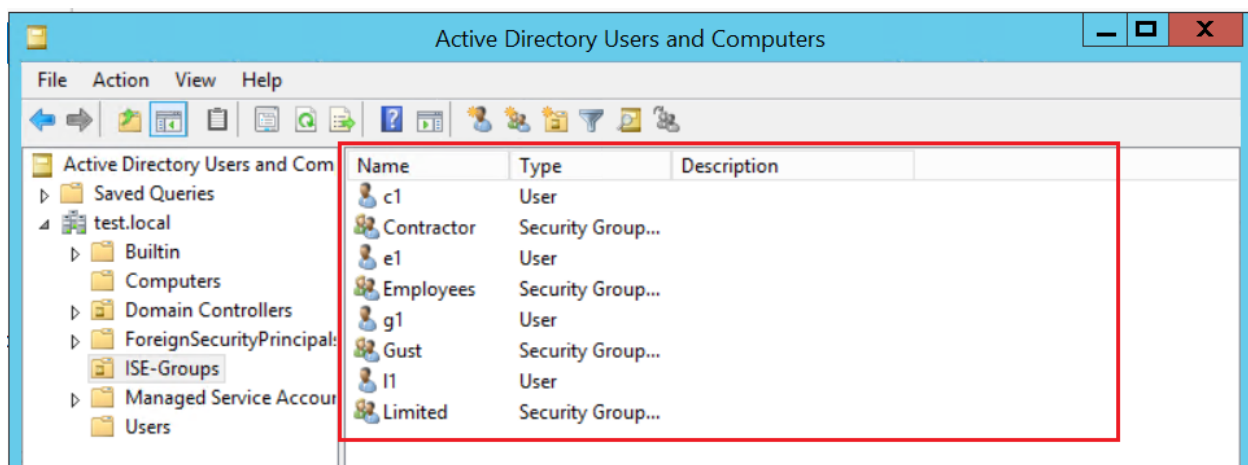 Active Directory Users and Computers
File Action View Help
Active Directory Users and Com
Saved Queries
test.local
Builtin
Computers
Domain Controllers
ForeignSecurityPrincipals
ISE-Groups
Managed Service Accour
Users
Name Type Description
c1 User
Contractor Security Group...
e1 User
Employees Security Group...
g1 User
Gust Security Group...
l1 User
Limited Security Group...